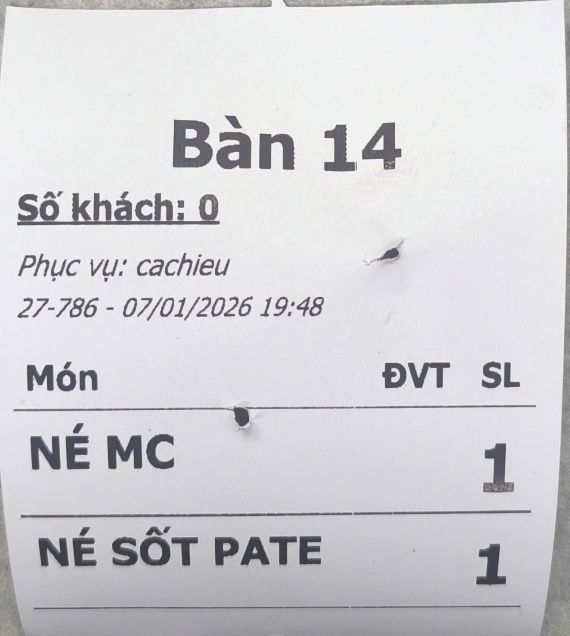 Bàn 14
Số khách: 0
Phục vụ: cachieu
27-786 - 07/01/2026 19:48
Món ĐVT SL
NÉ MC 1
NÉ SỐT PATE 1